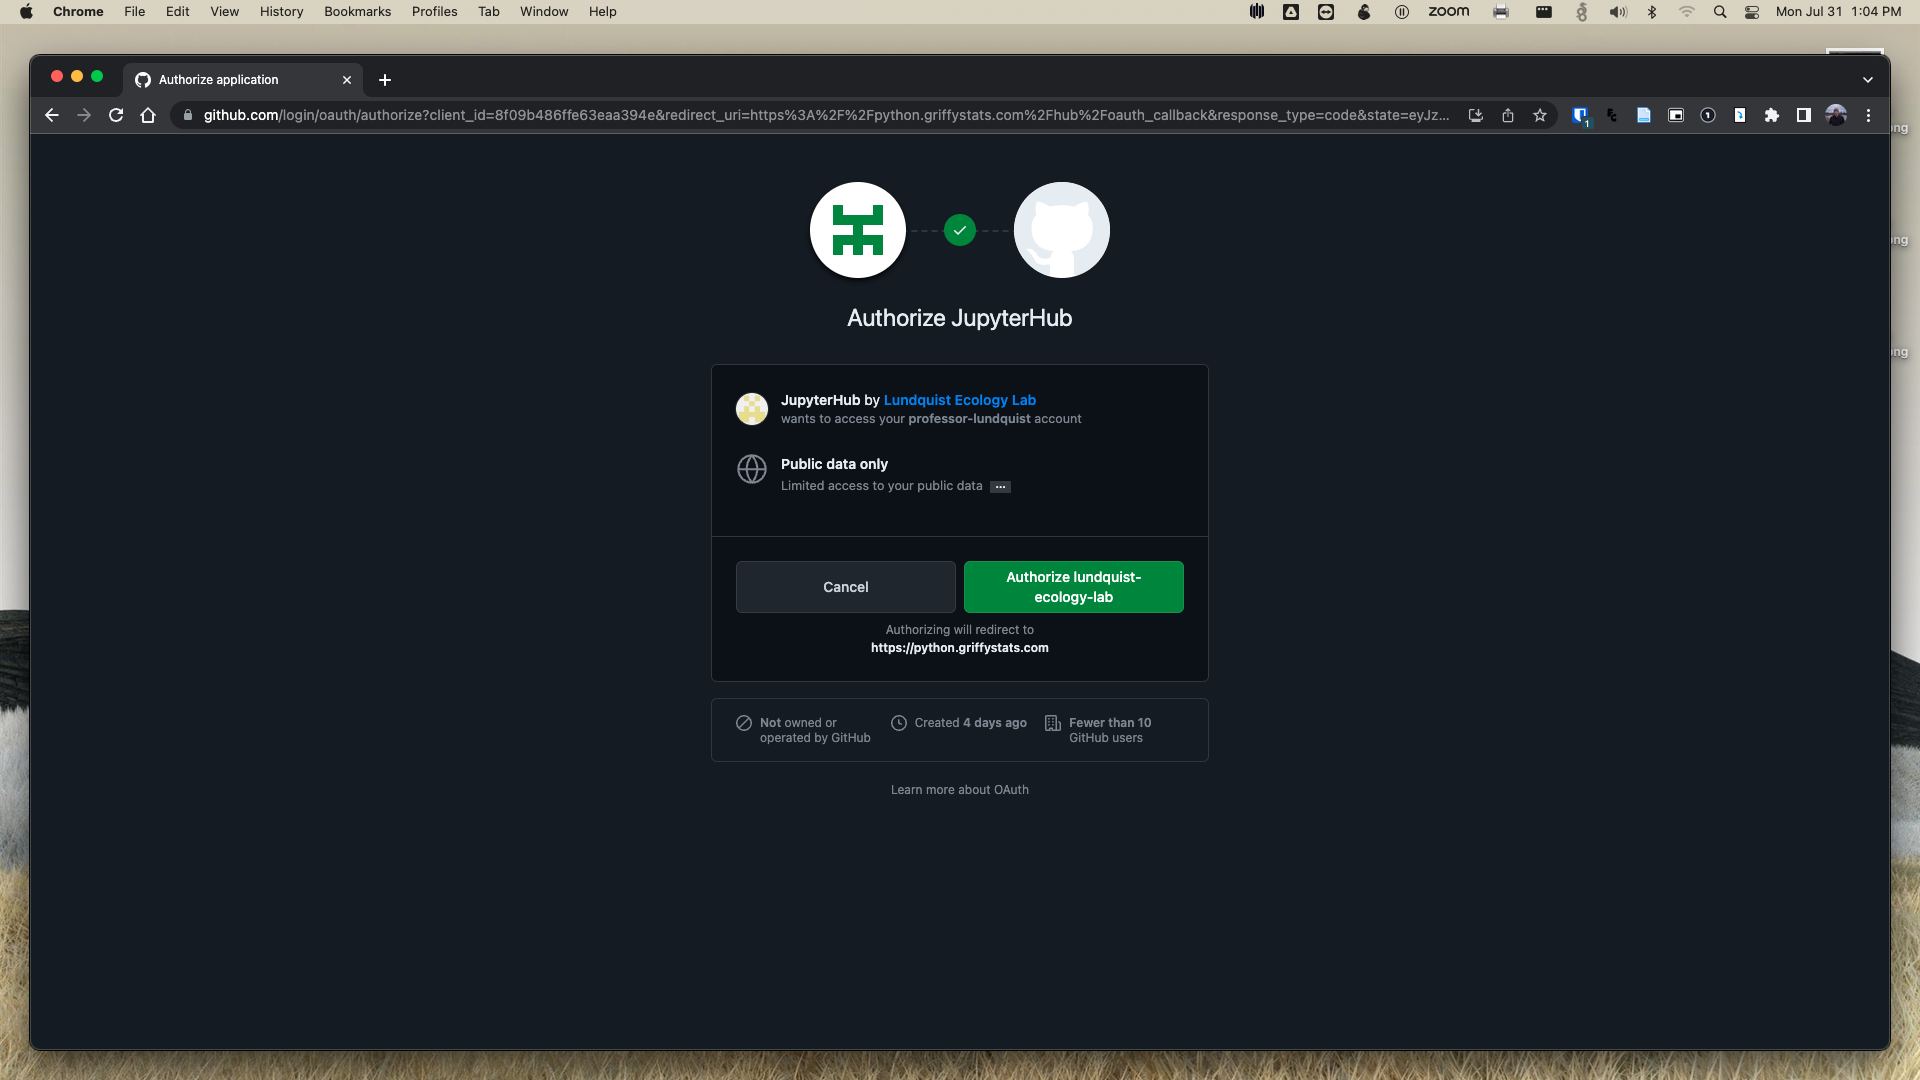 Chrome File Edit View History Bookmarks Profiles Tab Window Help zoom Mon Jul 31 1:04 PM
Authorize application
github.com/login/oauth/authorize?client_id=8f09b486ffe63eaa394e&redirect_uri=https%3A%2F%2Fpython.griffystats.com%2Fhub%2Foauth_callback&response_type=code&state=eyJz...
1
ong
ong
ong
Authorize JupyterHub
JupyterHub by Lundquist Ecology Lab
wants to access your professor-lundquist account
Public data only
Limited access to your public data ...
Cancel
Authorize lundquist-
ecology-lab
Authorizing will redirect to
https://python.griffystats.com
Not owned or
operated by GitHub
Created 4 days ago
Fewer than 10
GitHub users
Learn more about OAuth